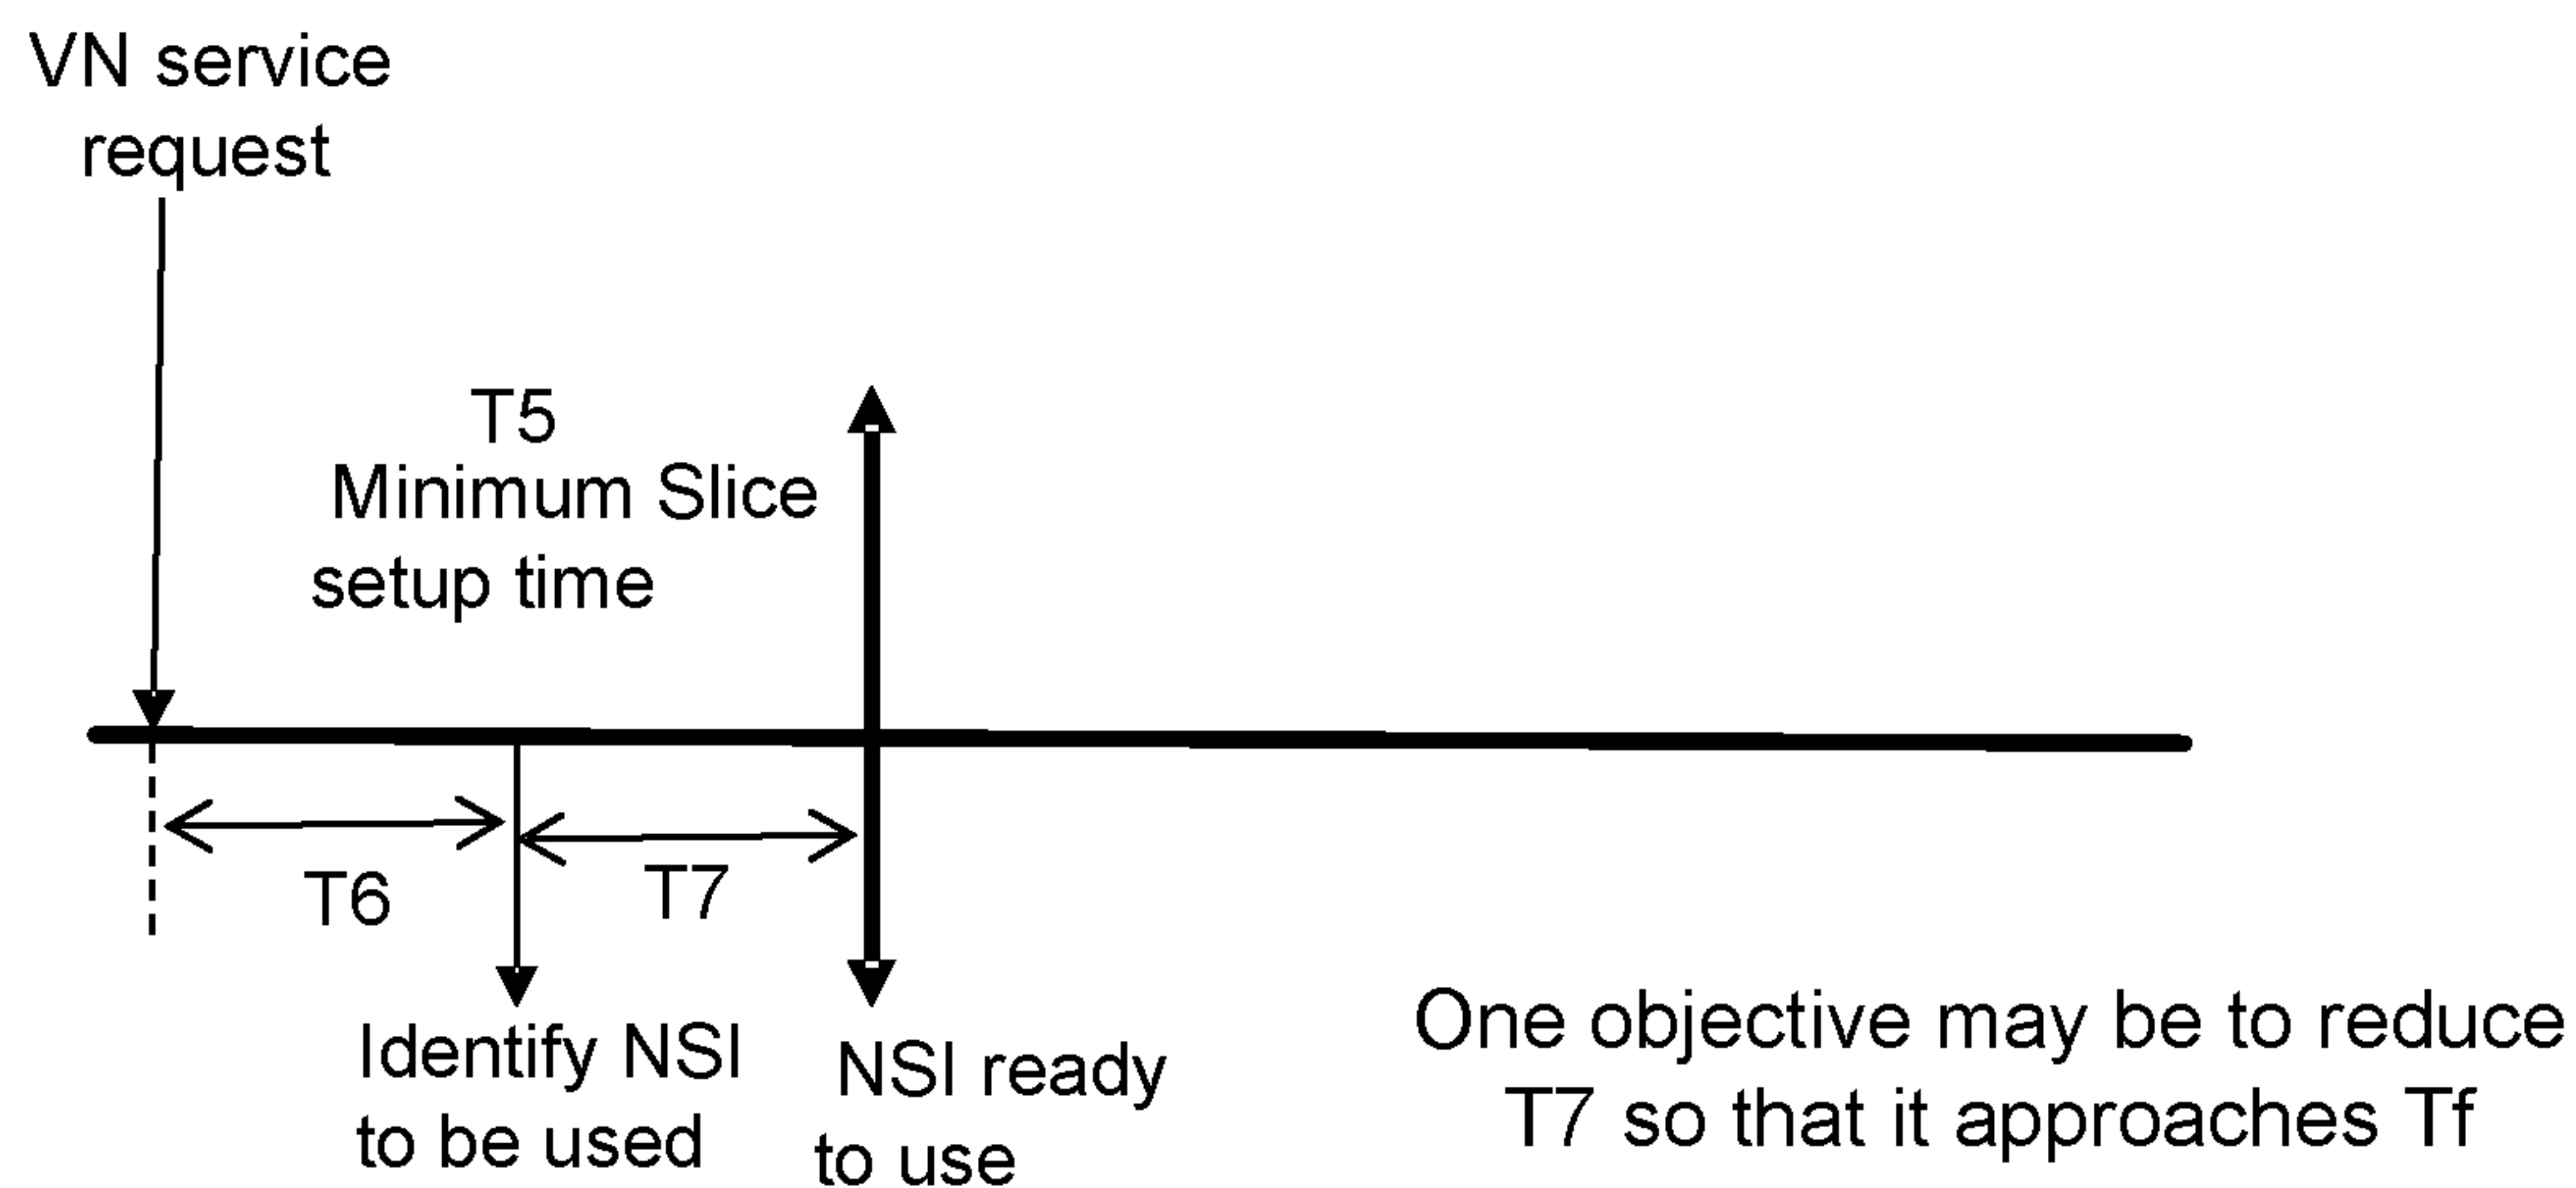 VN service
request
T5
Minimum Slice
setup time
T6
T7
Identify NSI
to be used
NSI ready
to use
One objective may be to reduce
T7 so that it approaches Tf